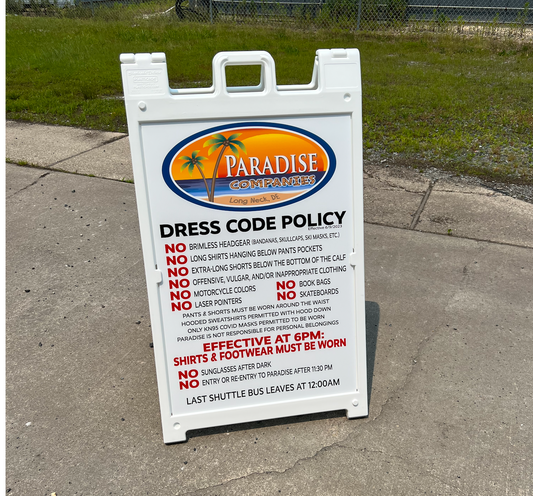 PARADISE
COMPANIES
Long Neck, DE
DRESS CODE POLICY
NO BRIMLESS HEADGEAR (BANDANAS, SKULLCAPS, SKI MASKS, ETC.)
NO LONG SHIRTS HANGING BELOW PANTS POCKETS
NO EXTRA-LONG SHORTS BELOW THE BOTTOM OF THE CALF
NO OFFENSIVE, VULGAR, AND/OR INAPPROPRIATE CLOTHING
NO MOTORCYCLE COLORS NO BOOK BAGS
NO LASER POINTERS NO SKATEBOARDS
PANTS & SHORTS MUST BE WORN AROUND THE WAIST
HOODED SWEATSHIRTS PERMITTED WITH HOOD DOWN
ONLY KN95 COVID MASKS PERMITTED TO BE WORN
PARADISE IS NOT RESPONSIBLE FOR PERSONAL BELONGINGS
EFFECTIVE AT 6PM:
SHIRTS & FOOTWEAR MUST BE WORN
NO SUNGLASSES AFTER DARK
NO ENTRY OR RE-ENTRY TO PARADISE AFTER 11:30 PM
LAST SHUTTLE BUS LEAVES AT 12:00AM